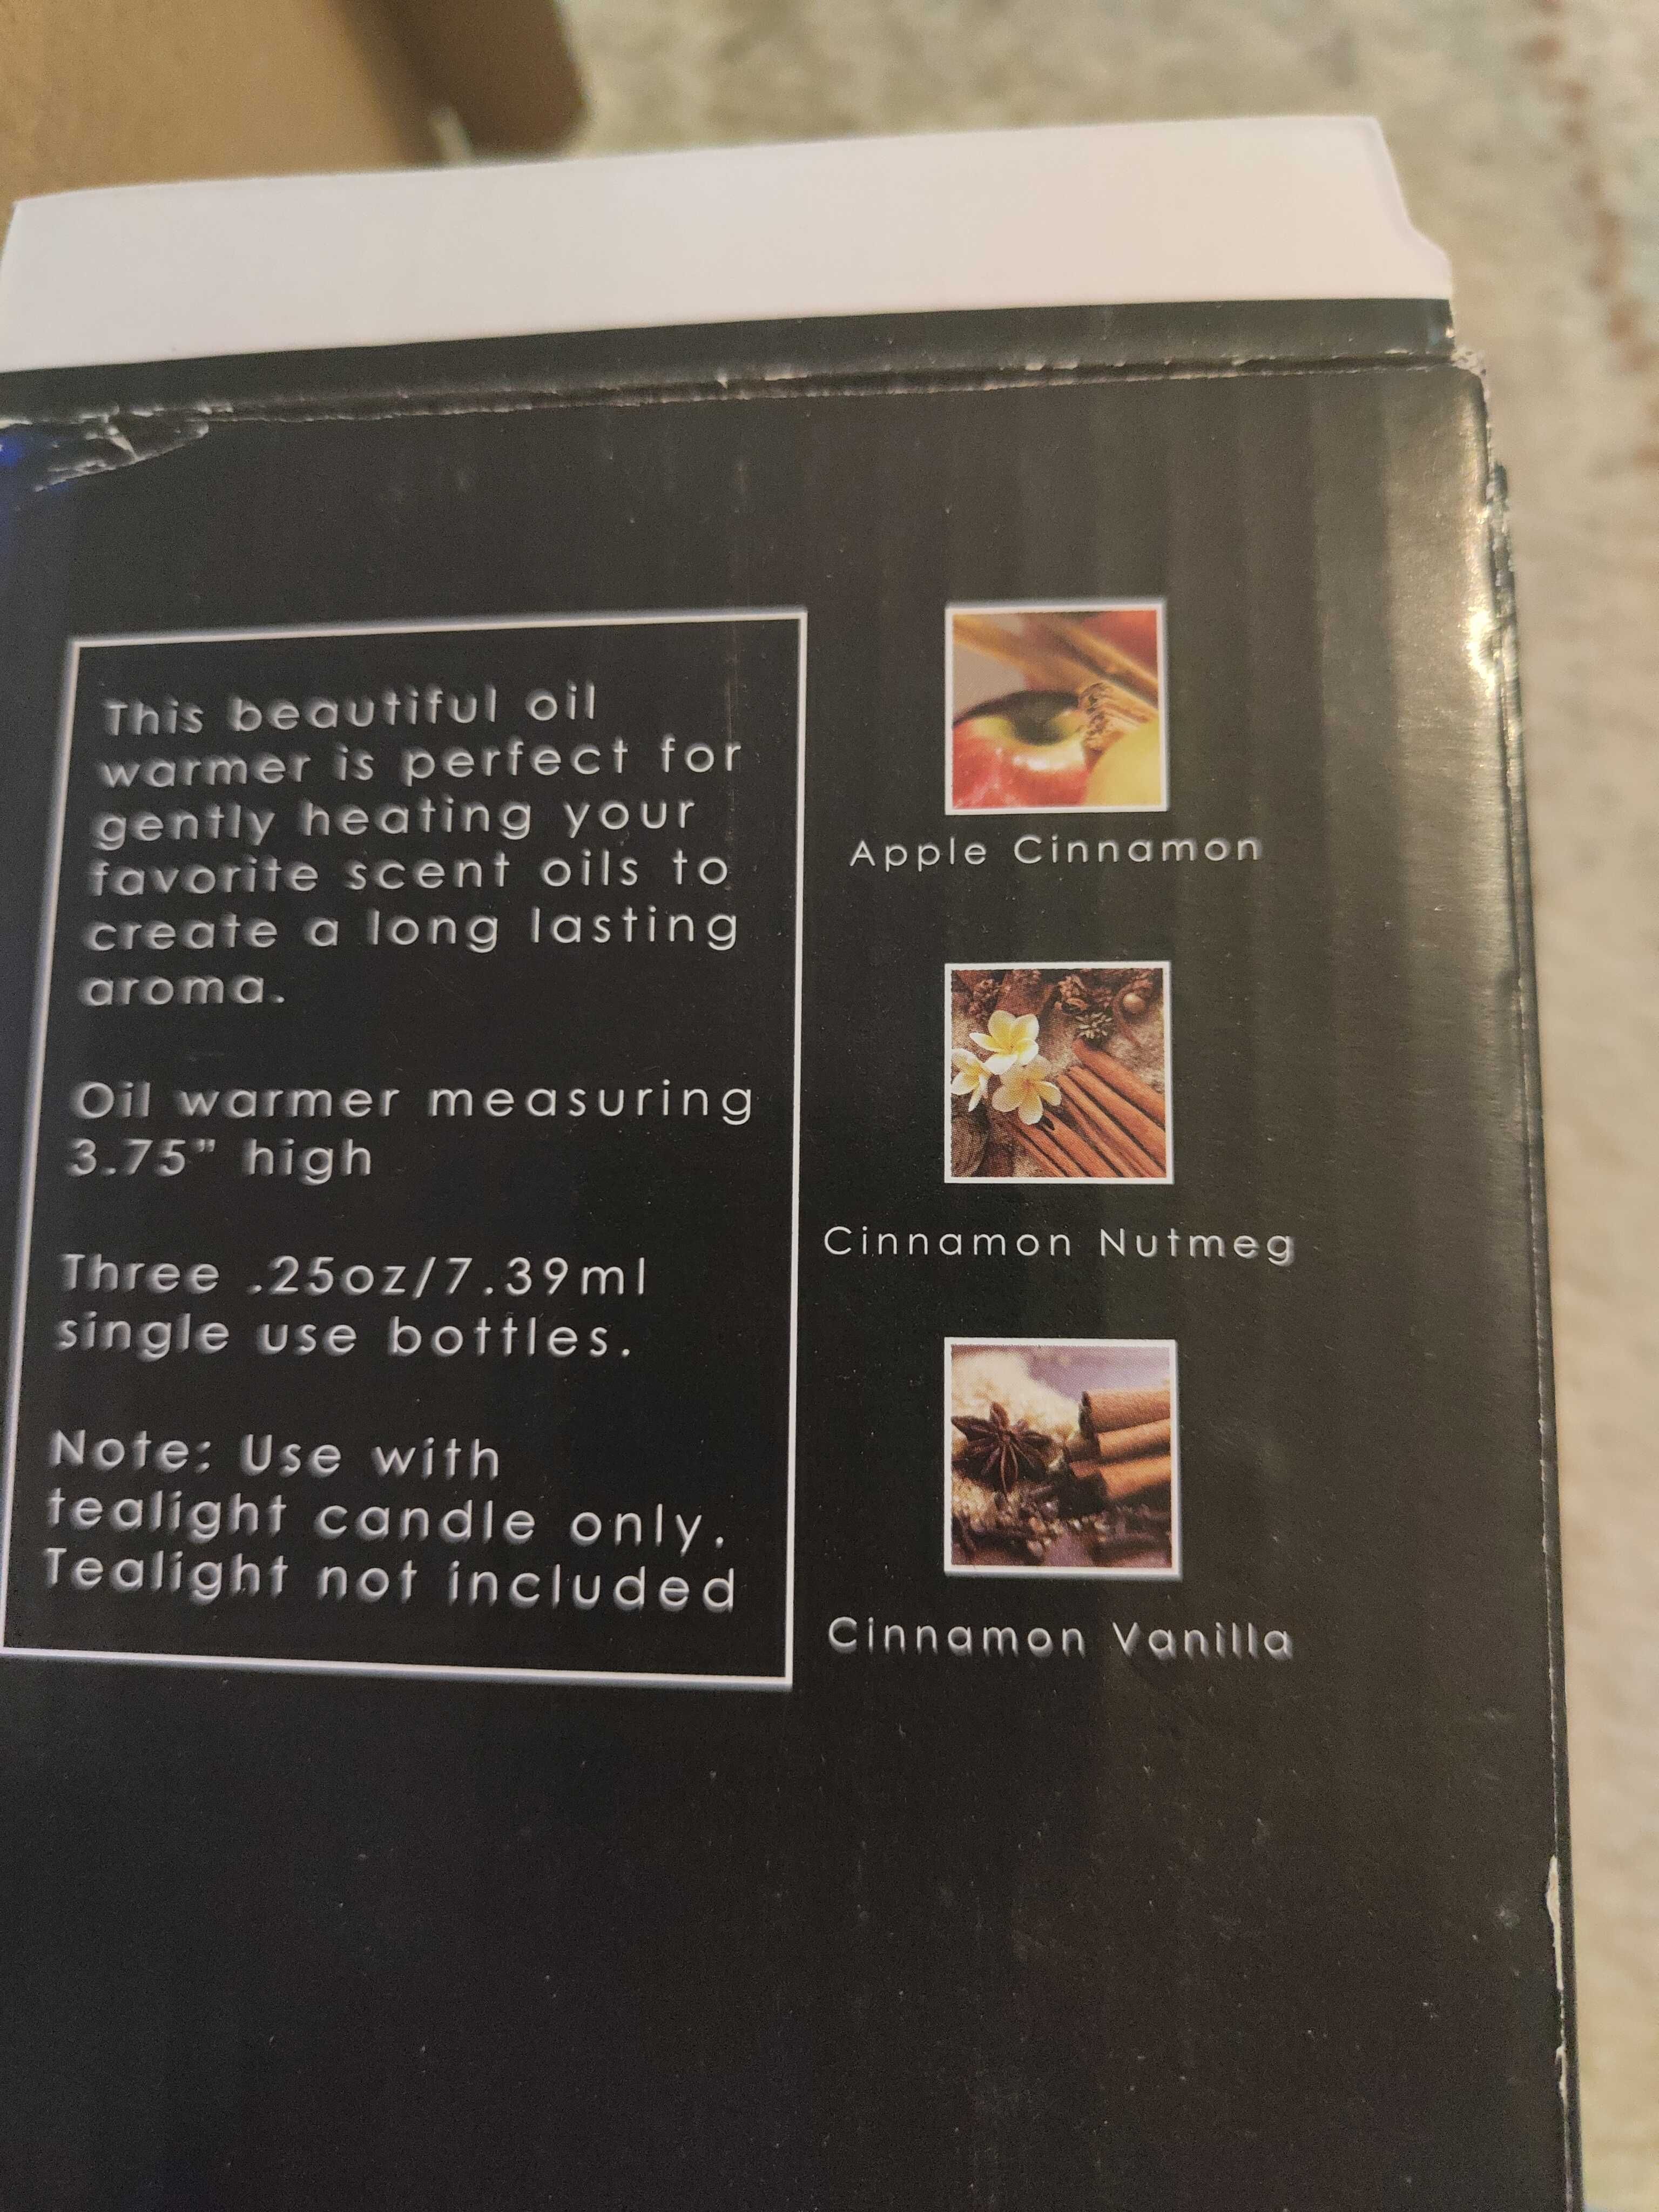 This beautiful oil
warmer is perfect for
gently heating your
favorite scent oils to
create a long lasting
aroma.
Oil warmer measuring
3.75" high
Three .25oz/7.39ml
single use bottles.
Note: Use with
tealight candle only.
Tealight not included
Apple Cinnamon
Cinnamon Nutmeg
Cinnamon Vanilla